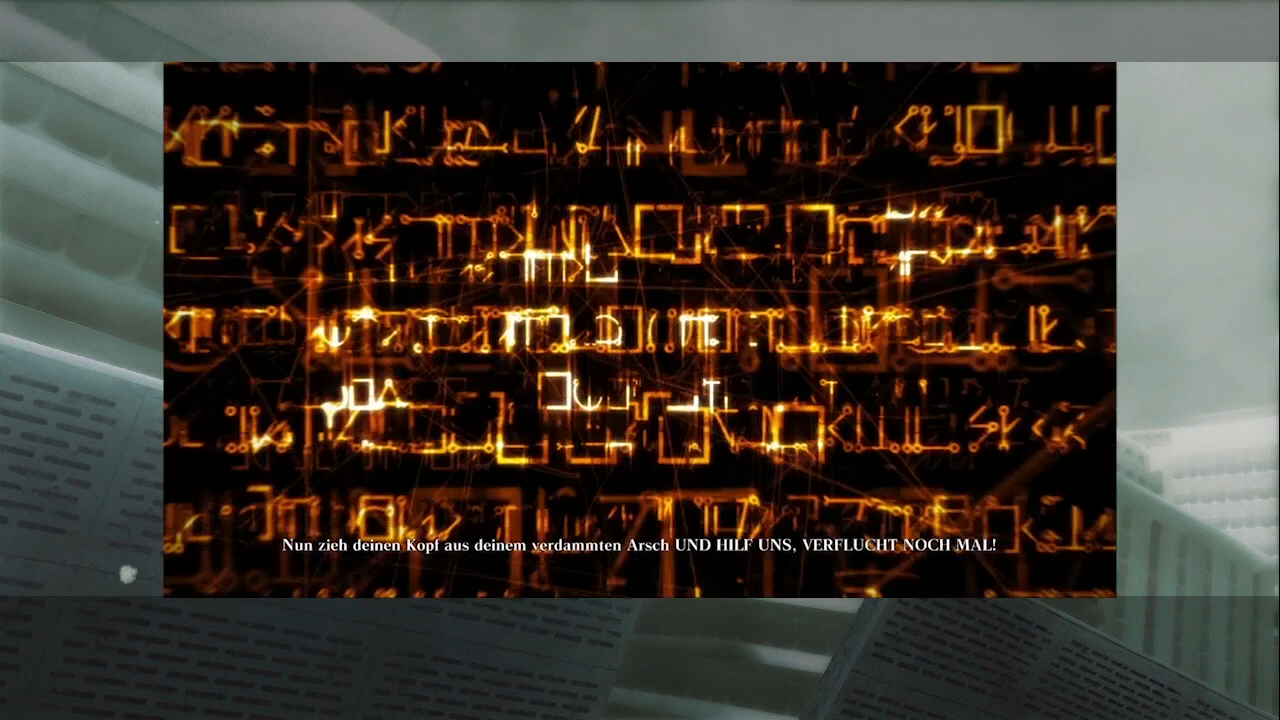 Nun zieh deinen Kopf aus deinem verdammten Arsch UND HILF UNS, VERFLUCHT NOCH MAL!